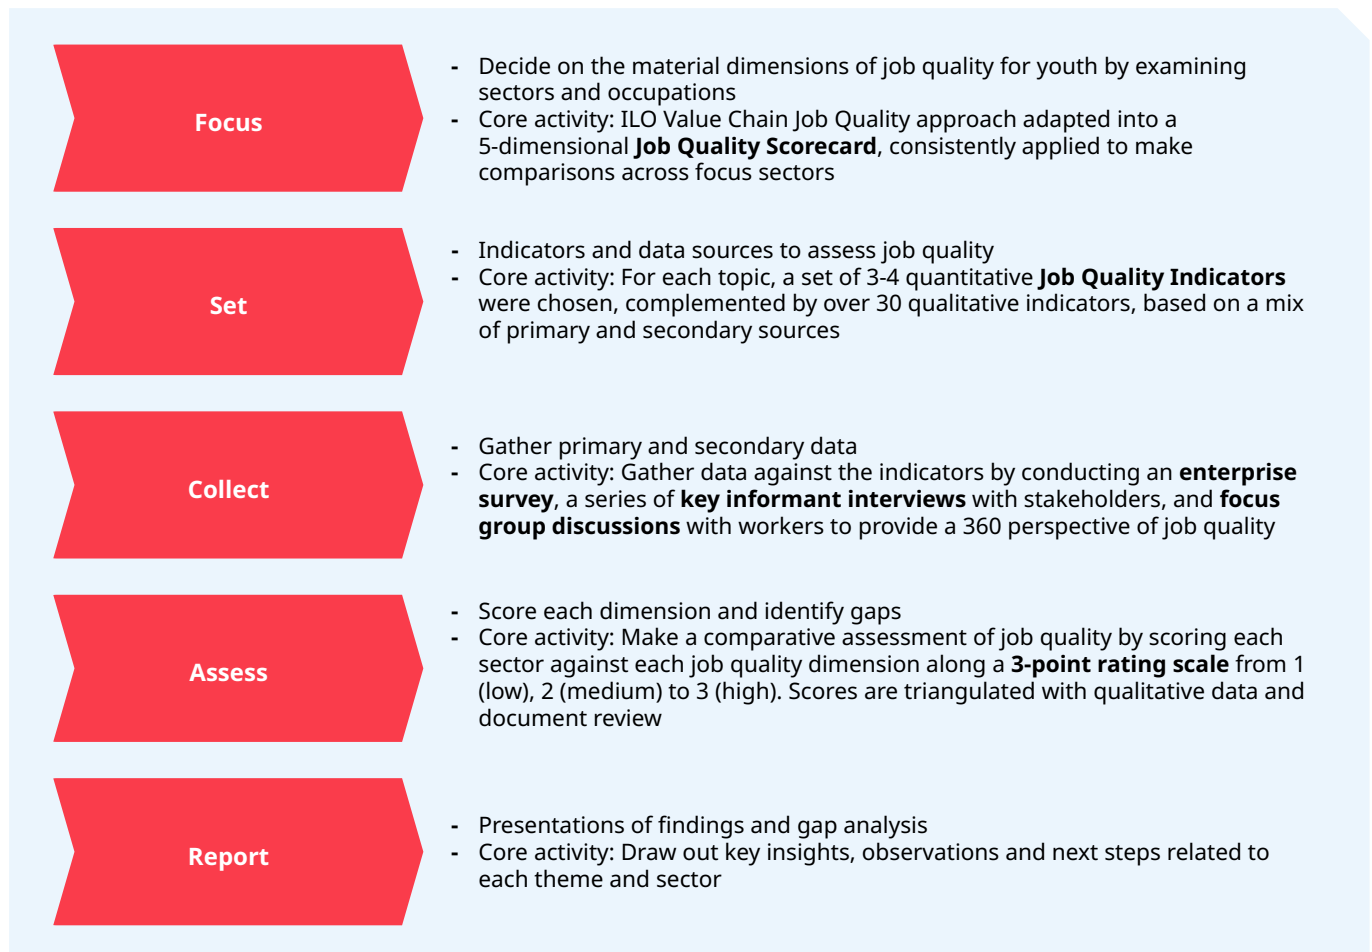 Focus
- Decide on the material dimensions of job quality for youth by examining
sectors and occupations
- Core activity: ILO Value Chain Job Quality approach adapted into a
5-dimensional Job Quality Scorecard, consistently applied to make
comparisons across focus sectors
Set
- Indicators and data sources to assess job quality
- Core activity: For each topic, a set of 3-4 quantitative Job Quality Indicators
were chosen, complemented by over 30 qualitative indicators, based on a mix
of primary and secondary sources
Collect
- Gather primary and secondary data
- Core activity: Gather data against the indicators by conducting an enterprise
survey, a series of key informant interviews with stakeholders, and focus
group discussions with workers to provide a 360 perspective of job quality
Assess
- Score each dimension and identify gaps
- Core activity: Make a comparative assessment of job quality by scoring each
sector against each job quality dimension along a 3-point rating scale from 1
(low), 2 (medium) to 3 (high). Scores are triangulated with qualitative data and
document review
Report
- Presentations of findings and gap analysis
- Core activity: Draw out key insights, observations and next steps related to
each theme and sector